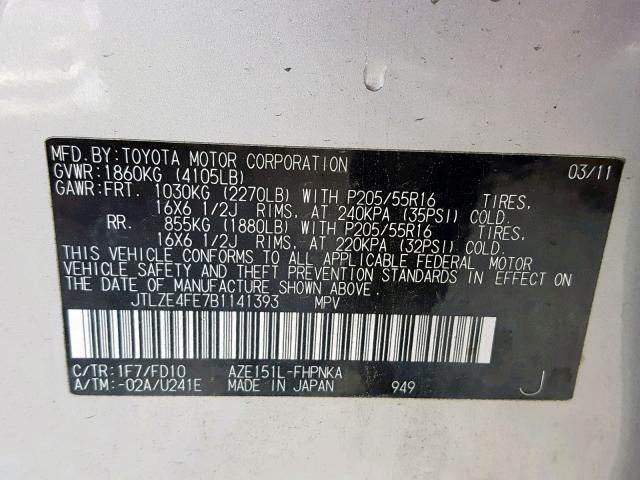 MFD.BY:TOYOTA MOTOR CORPORATION 03/11
GVWR:1860KG (4105LB)
GAWR:FRT. 1030KG (2270LB) WITH P205/55R16 TIRES,
16X6 1/2J RIMS, AT 240KPA (35PSI) COLD.
RR. 855KG (1880LB) WITH P205/55R16 TIRES,
16X6 1/2J RIMS, AT 220KPA (32PSI) COLD.
THIS VEHICLE CONFORMS TO ALL APPLICABLE FEDERAL MOTOR
VEHICLE SAFETY AND THEFT PREVENTION STANDARDS IN EFFECT ON
THE DATE OF MANUFACTURE SHOWN ABOVE.
JTLZE4FE7B1141393 MPV
C/TR:1F7/FD10 AZE151L-FHPNKA
A/TM:-02A/U241E MADE IN JAPAN 949 J